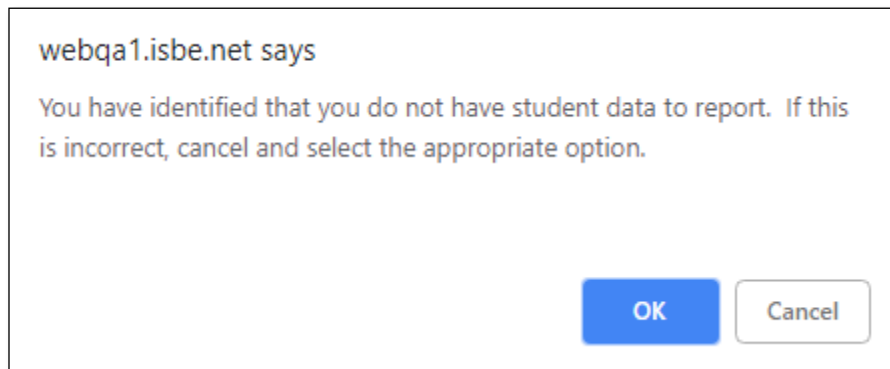 webqa1.isbe.net says
You have identified that you do not have student data to report.  If this
is incorrect, cancel and select the appropriate option.
OK
Cancel